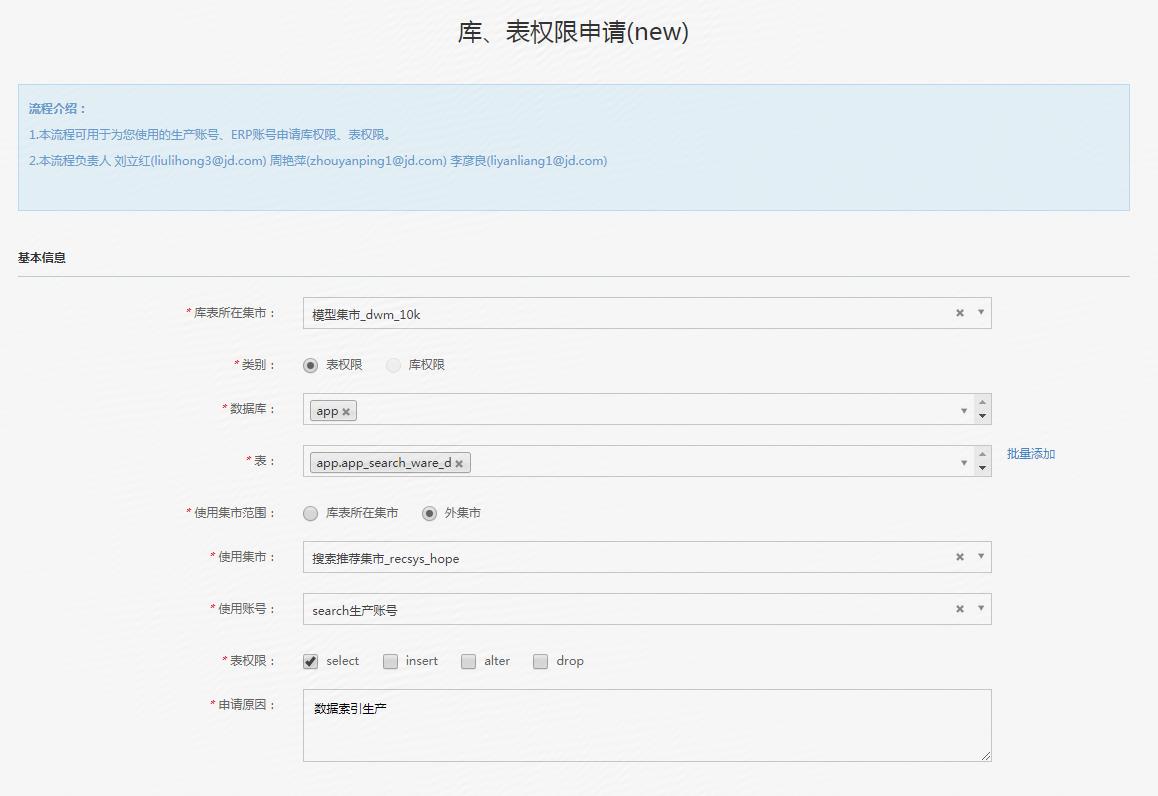 库、表权限申请(new)
流程介绍：
1.本流程可用于为您使用的生产账号、ERP账号申请库权限、表权限。
2.本流程负责人 刘立红(liulihong3@jd.com) 周艳萍(zhouyanping1@jd.com) 李彦良(liyanliang1@jd.com)
基本信息
*库表所在集市： 模型集市_dwm_10k
*类别： 表权限 库权限
*数据库： app
*表： app.app_search_ware_d 批量添加
*使用集市范围： 库表所在集市 外集市
*使用集市： 搜索推荐集市_recsys_hope
*使用账号： search生产账号
*表权限： select insert alter drop
*申请原因： 数据索引生产